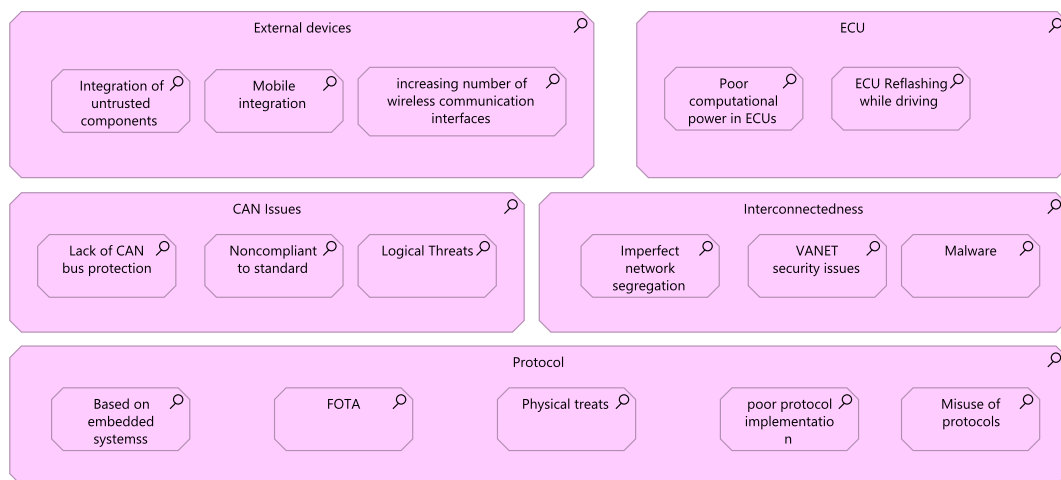 External devices
Integration of
untrusted
components
Mobile
integration
increasing number of
wireless communication
interfaces
ECU
Poor
computational
power in ECUs
ECU Reflashing
while driving
CAN Issues
Lack of CAN
bus protection
Noncompliant
to standard
Logical Threats
Interconnectedness
Imperfect
network
segregation
VANET
security issues
Malware
Protocol
Based on
embedded
systemss
FOTA
Physical treats
poor protocol
implementatio
n
Misuse of
protocols